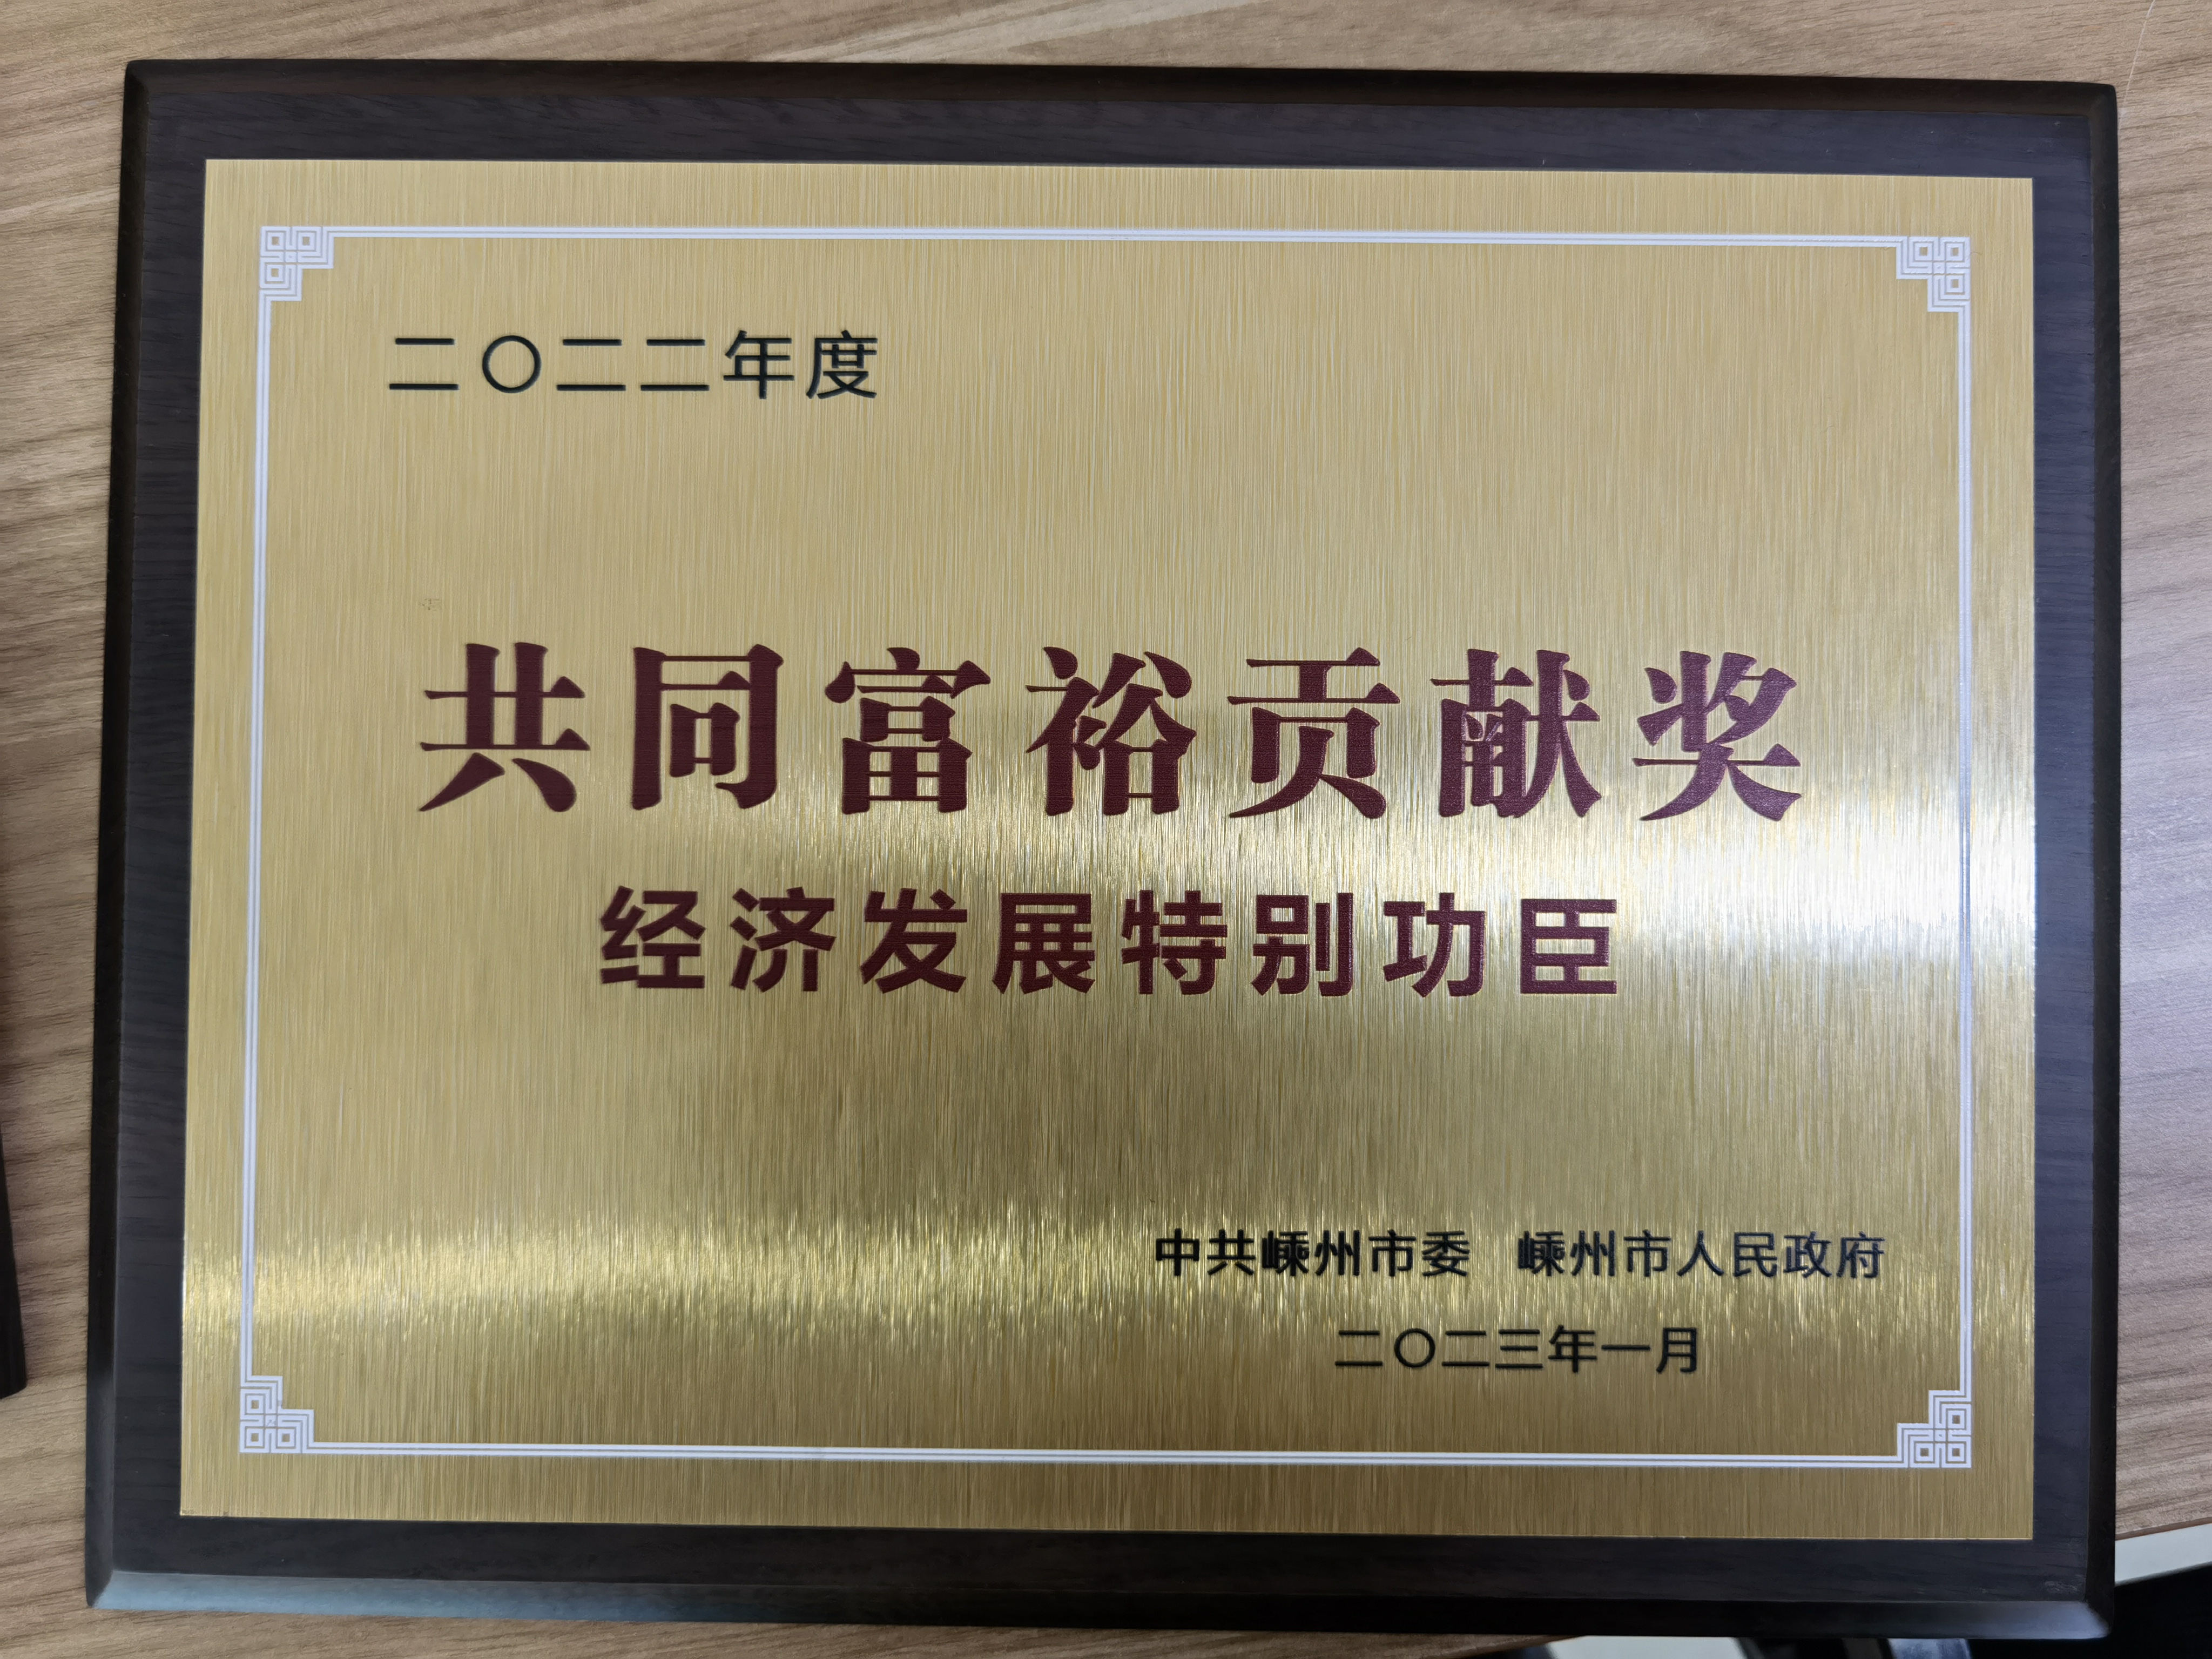 二〇二二年度
共同富裕贡献奖
经济发展特别功臣
中共嵊州市委 嵊州市人民政府
二〇二三年一月